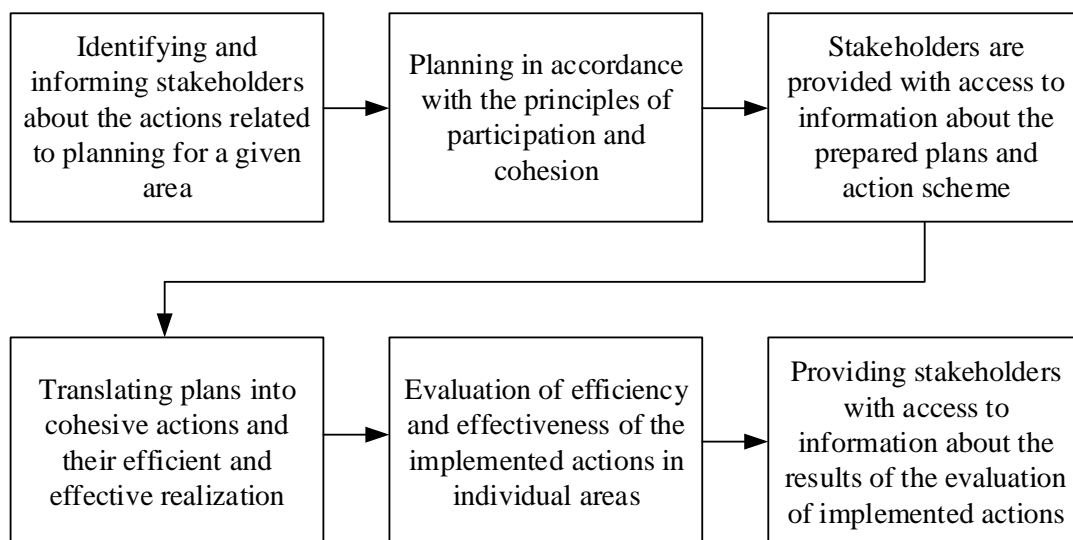 Identifying and
informing stakeholders
about the actions related
to planning for a given
area
Planning in accordance
with the principles of
participation and
cohesion
Stakeholders are
provided with access to
information about the
prepared plans and
action scheme
Translating plans into
cohesive actions and
their efficient and
effective realization
Evaluation of efficiency
and effectiveness of the
implemented actions in
individual areas
Providing stakeholders
with access to
information about the
results of the evaluation
of implemented actions